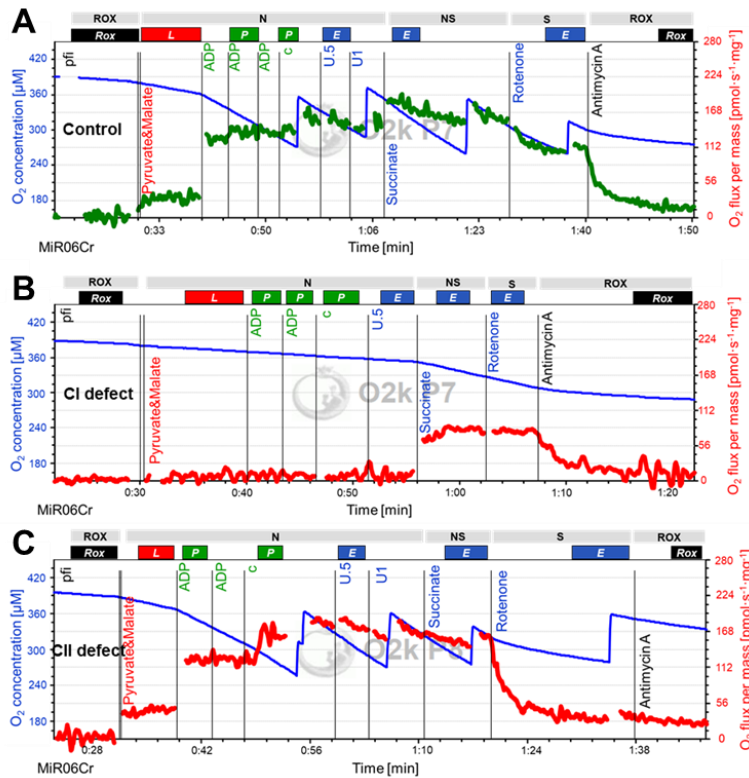 A
ROX N NS S ROX
Rox L P P E E E Rox
pfi ADP ADP ADP c U.5 U1 Rotenone Antimycin A
O₂ concentration [µM]
420
360
300
240
180
Control
Pyruvate&Malate
Succinate
O2k P7
280
224
168
112
56
0
O₂ flux per mass [pmol·s⁻¹·mg⁻¹]
0:33 0:50 1:06 1:23 1:40 1:50
MiR06Cr
Time [min]
B
ROX N NS S ROX
Rox L P P P E E E Rox
pfi ADP ADP c U.5 Rotenone Antimycin A
O₂ concentration [µM]
420
360
300
240
180
CI defect
Pyruvate&Malate
Succinate
O2k P7
280
224
168
112
56
0
O₂ flux per mass [pmol·s⁻¹·mg⁻¹]
0:30 0:40 0:50 1:00 1:10 1:20
MiR06Cr
Time [min]
C
ROX N NS S ROX
Rox L P P E E E Rox
pfi ADP ADP c U.5 U1 Succinate Rotenone
O₂ concentration [µM]
420
360
300
240
180
CII defect
Pyruvate&Malate
Antimycin A
280
224
168
112
56
0
O₂ flux per mass [pmol·s⁻¹·mg⁻¹]
0:28 0:42 0:56 1:10 1:24 1:38
MiR06Cr
Time [min]